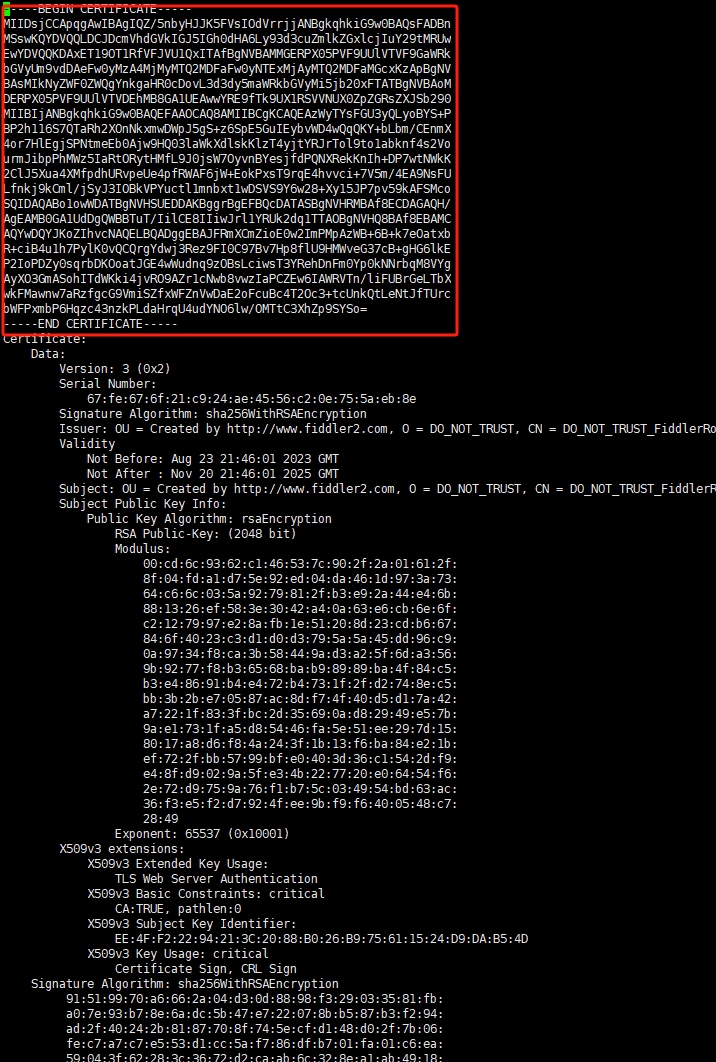 -----BEGIN CERTIFICATE-----
MIIDsjCCApqgAwIBAgIQZ/5nbyHJJK5FVsIOdVrrjjANBgkqhkiG9w0BAQsFADBn
MSswKQYDVQQLDCJDcmVhdGVkIGJ5IGh0dHA6Ly93d3cuZmlkZGxlcjIuY29tMRUw
EwYDVQQKDAxET19OT1RfVFJVU1QxITAfBgNVBAMMGERPX05PVF9UUlVTVF9GaWRk
bGVyUm9vdDAeFw0yMzA4MjMyMTQ2MDFaFw0yNTExMjAyMTQ2MDFaMGcxKzApBgNV
BAsMIkNyZWF0ZWQgYnkgaHR0cDovL3d3dy5maWRkbGVyMi5jb20xFTATBgNVBAoM
DERPX05PVF9UUlVTVDEhMB8GA1UEAwwYRE9fTk9UX1RSVVNUX0ZpZGRsZXJSb290
MIIBIjANBgkqhkiG9w0BAQEFAAOCAQ8AMIIBCgKCAQEAzWyTYsFGU3yQLyoBYS+P
BP2h116S7QTaRh2XOnNkxmwDWpJ5gS+z6SpE5GuIEybvWD4wQqQKY+bLbm/CEnmX
4or7HlEgjSPNtmeEb0Ajw9HQ03laWkXdlskKlzT4yjtYRJrTol9to1abknf4s2Vo
urmJibpPhMWz5IaRtORytHMfL9J0jsW7OyvnBYesjfdPQNXRekKnIh+DP7wtNWkK
2ClJ5Xua4XMfpdhURvpeUe4pfRWAF6jW+EokPxsT9rqE4hvvci+7V5m/4EA9NsFU
Lfnkj9kCml/jSyJ3IOBkVPYuctl1mnbxt1wDSVS9Y6w28+Xy15JP7pv59kAFSMco
SQIDAQABo1owWDATBgNVHSUEDDAKBggrBgEFBQcDATASBgNVHRMBAf8ECDAGAQH/
AgEAMB0GA1UdDgQWBBTuT/IilCE8IIiwJrl1YRUk2dq1TTAOBgNVHQ8BAf8EBAMC
AQYwDQYJKoZIhvcNAQELBQADggEBAJFRmXCmZioE0w2ImPMpAzWB+6B+k7eOatxb
R+ciB4u1h7PylK0vQCQrgYdwj3Rez9FI0C97Bv7Hp8flU9HMWveG37cB+gHG6lkE
P2IoPDZy0sqrbDKOoatJGE4wWudnq9zOBsLciwsT3YRehDnFm0Yp0kNNrbqM8VYg
AyXO3GmASohITdWKki4jvRO9AZr1cNwb8vwzIaPCZEw6IAWRVTn/liFUBrGeLTbX
wkFMawnw7aRzfgcG9VmiSZfxWFZnVwDaE2oFcuBc4T2Oc3+tcUnkQtLeNtJfTUrc
bWFPxmbP6Hqzc43nzkPLdaHrqU4udYNO6lw/OMTtC3XhZp9SYSo=
-----END CERTIFICATE-----
Certificate:
Data:
Version: 3 (0x2)
Serial Number:
67:fe:67:6f:21:c9:24:ae:45:56:c2:0e:75:5a:eb:8e
Signature Algorithm: sha256WithRSAEncryption
Issuer: OU = Created by http://www.fiddler2.com, O = DO_NOT_TRUST, CN = DO_NOT_TRUST_FiddlerRo
Validity
Not Before: Aug 23 21:46:01 2023 GMT
Not After : Nov 20 21:46:01 2025 GMT
Subject: OU = Created by http://www.fiddler2.com, O = DO_NOT_TRUST, CN = DO_NOT_TRUST_FiddlerR
Subject Public Key Info:
Public Key Algorithm: rsaEncryption
RSA Public-Key: (2048 bit)
Modulus:
00:cd:6c:93:62:c1:46:53:7c:90:2f:2a:01:61:2f:
8f:04:fd:a1:d7:5e:92:ed:04:da:46:1d:97:3a:73:
64:c6:6c:03:5a:92:79:81:2f:b3:e9:2a:44:e4:6b:
88:13:26:ef:58:3e:30:42:a4:0a:63:e6:cb:6e:6f:
c2:12:79:97:e2:8a:fb:1e:51:20:8d:23:cd:b6:67:
84:6f:40:23:c3:d1:d0:d3:79:5a:5a:45:dd:96:c9:
0a:97:34:f8:ca:3b:58:44:9a:d3:a2:5f:6d:a3:56:
9b:92:77:f8:b3:65:68:ba:b9:89:89:ba:4f:84:c5:
b3:e4:86:91:b4:e4:72:b4:73:1f:2f:d2:74:8e:c5:
bb:3b:2b:e7:05:87:ac:8d:f7:4f:40:d5:d1:7a:42:
a7:22:1f:83:3f:bc:2d:35:69:0a:d8:29:49:e5:7b:
9a:e1:73:1f:a5:d8:54:46:fa:5e:51:ee:29:7d:15:
80:17:a8:d6:f8:4a:24:3f:1b:13:f6:ba:84:e2:1b:
ef:72:2f:bb:57:99:bf:e0:40:3d:36:c1:54:2d:f9:
e4:8f:d9:02:9a:5f:e3:4b:22:77:20:e0:64:54:f6:
2e:72:d9:75:9a:76:f1:b7:5c:03:49:54:bd:63:ac:
36:f3:e5:f2:d7:92:4f:ee:9b:f9:f6:40:05:48:c7:
28:49
Exponent: 65537 (0x10001)
X509v3 extensions:
X509v3 Extended Key Usage:
TLS Web Server Authentication
X509v3 Basic Constraints: critical
CA:TRUE, pathlen:0
X509v3 Subject Key Identifier:
EE:4F:F2:22:94:21:3C:20:88:B0:26:B9:75:61:15:24:D9:DA:B5:4D
X509v3 Key Usage: critical
Certificate Sign, CRL Sign
Signature Algorithm: sha256WithRSAEncryption
91:51:99:70:a6:66:2a:04:d3:0d:88:98:f3:29:03:35:81:fb:
a0:7e:93:b7:8e:6a:dc:5b:47:e7:22:07:8b:b5:87:b3:f2:94:
ad:2f:40:24:2b:81:87:70:8f:74:5e:cf:d1:48:d0:2f:7b:06:
fe:c7:a7:c7:e5:53:d1:cc:5a:f7:86:df:b7:01:fa:01:c6:ea:
59:04:3f:62:28:3c:36:72:d2:ca:ab:6c:32:8e:a1:ab:49:18: